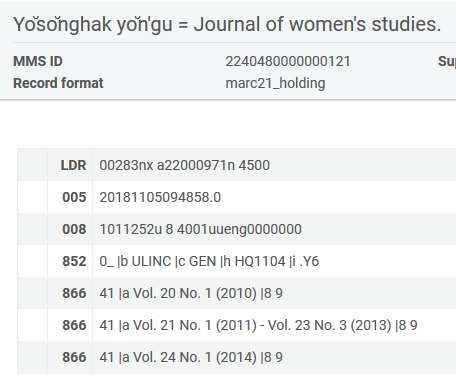 Yŏsŏnghak yŏn'gu = Journal of women's studies.
MMS ID 2240480000000121 Su
Record format marc21_holding
LDR 00283nx a22000971n 4500
005 20181105094858.0
008 1011252u 8 4001uueng0000000
852 0_ |b ULINC |c GEN |h HQ1104 |i .Y6
866 41 |a Vol. 20 No. 1 (2010) |8 9
866 41 |a Vol. 21 No. 1 (2011) - Vol. 23 No. 3 (2013) |8 9
866 41 |a Vol. 24 No. 1 (2014) |8 9